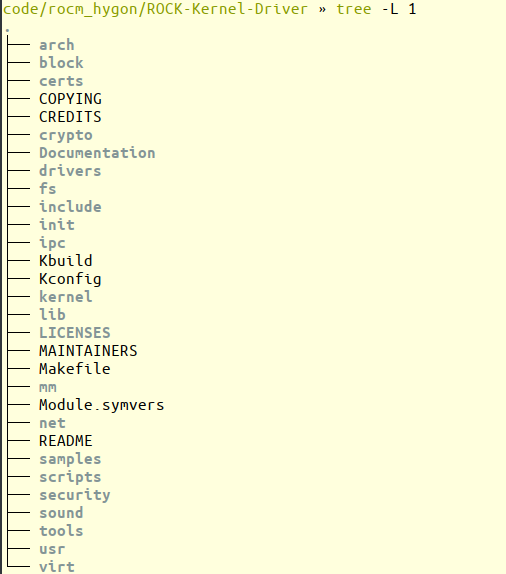 code/rocm_hygon/ROCK-Kernel-Driver » tree -L 1
.
├── arch
├── block
├── certs
├── COPYING
├── CREDITS
├── crypto
├── Documentation
├── drivers
├── fs
├── include
├── init
├── ipc
├── Kbuild
├── Kconfig
├── kernel
├── lib
├── LICENSES
├── MAINTAINERS
├── Makefile
├── mm
├── Module.symvers
├── net
├── README
├── samples
├── scripts
├── security
├── sound
├── tools
├── usr
└── virt